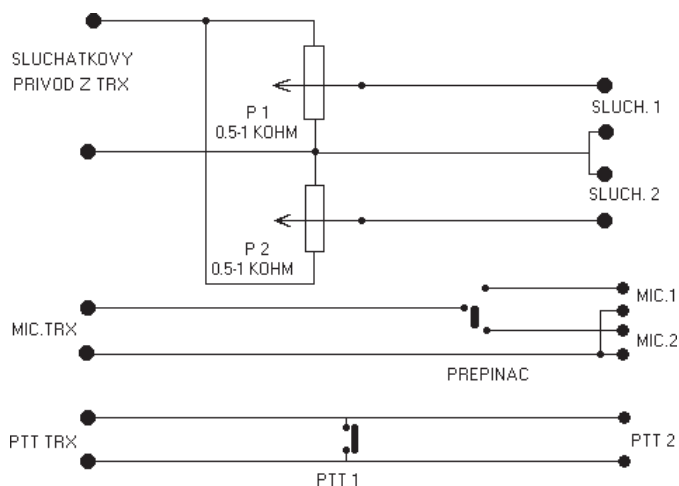 SLUCHATKOVY
PRIVOD Z TRX
P 1
0.5-1 KOHM
SLUCH. 1
SLUCH. 2
P 2
0.5-1 KOHM
MIC.TRX
MIC.1
MIC.2
PREPINAC
PTT TRX
PTT 1
PTT 2